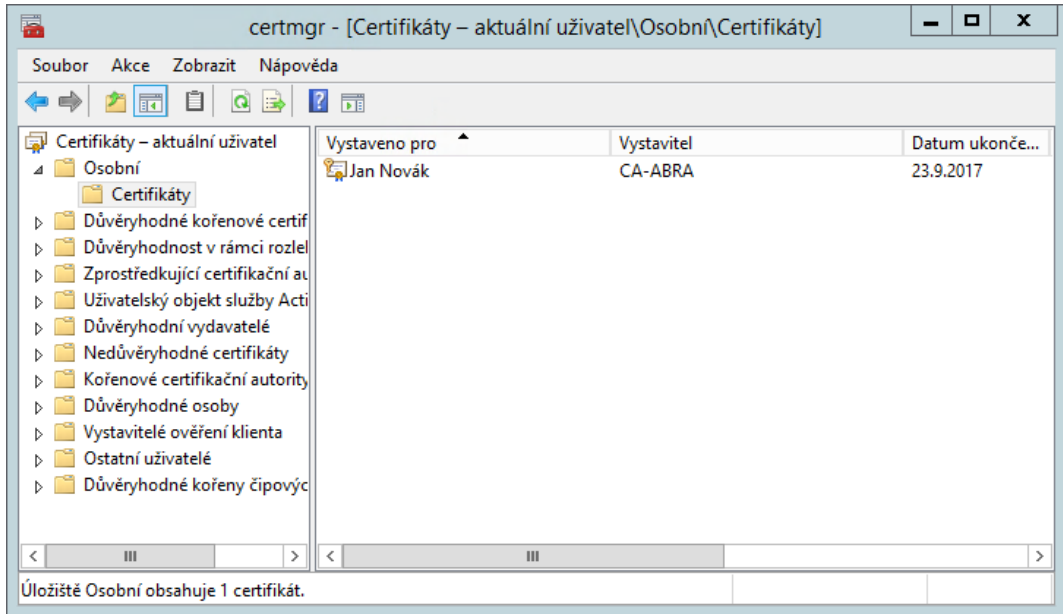 certmgr - [Certifikáty – aktuální uživatel\Osobní\Certifikáty]
Soubor Akce Zobrazit Nápověda
Certifikáty – aktuální uživatel
Osobní
Certifikáty
Důvěryhodné kořenové certif
Důvěryhodnost v rámci rozlel
Zprostředkující certifikační au
Uživatelský objekt služby Acti
Důvěryhodní vydavatelé
Nedůvěryhodné certifikáty
Kořenové certifikační autority
Důvěryhodné osoby
Vystavitelé ověření klienta
Ostatní uživatelé
Důvěryhodné kořeny čipovýc
Vystaveno pro Vystavitel Datum ukonče...
Jan Novák CA-ABRA 23.9.2017
Úložiště Osobní obsahuje 1 certifikát.